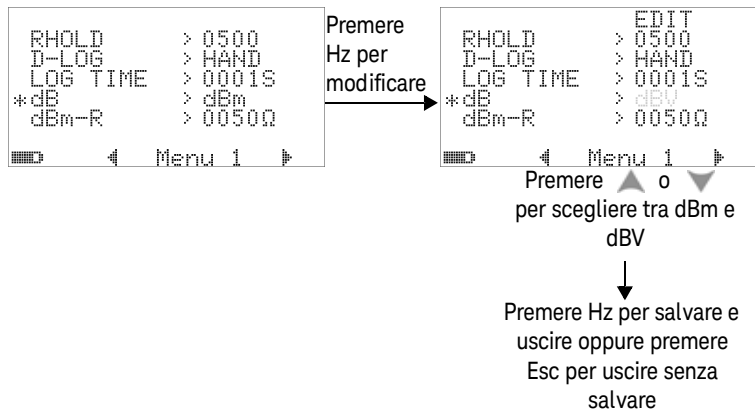 RHOLD > 0500
D-LOG > HAND
LOG TIME > 0001S
*dB > dBm
dBm-R > 0050Ω
Menu 1
Premere
Hz per
modificare
EDIT
RHOLD > 0500
D-LOG > HAND
LOG TIME > 0001S
*dB > dBV
dBm-R > 0050Ω
Menu 1
Premere o
per scegliere tra dBm e
dBV
Premere Hz per salvare e
uscire oppure premere
Esc per uscire senza
salvare